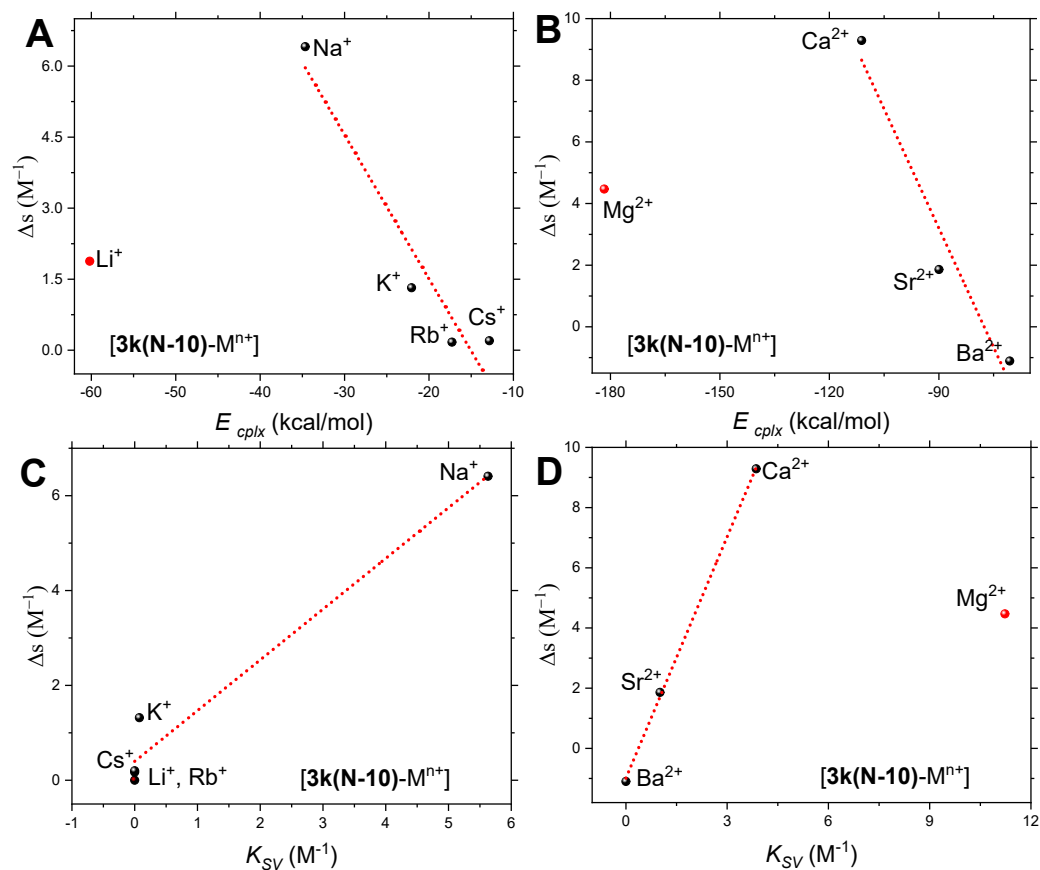 A
6.0
4.5
3.0
1.5
0.0
Δs (M⁻¹)
Na⁺
Li⁺
K⁺
Rb⁺
Cs⁺
[3k(N-10)-Mⁿ⁺]
-60 -50 -40 -30 -20 -10
E cplx (kcal/mol)
B
10
8
6
4
2
0
Δs (M⁻¹)
Ca²⁺
Mg²⁺
Sr²⁺
Ba²⁺
[3k(N-10)-Mⁿ⁺]
-180 -150 -120 -90
E cplx (kcal/mol)
C
6
4
2
0
Δs (M⁻¹)
Na⁺
K⁺
Cs⁺
Li⁺, Rb⁺
[3k(N-10)-Mⁿ⁺]
-1 0 1 2 3 4 5 6
K_SV (M⁻¹)
D
10
8
6
4
2
0
Δs (M⁻¹)
Ca²⁺
Mg²⁺
Sr²⁺
Ba²⁺
[3k(N-10)-Mⁿ⁺]
0 3 6 9 12
K_SV (M⁻¹)